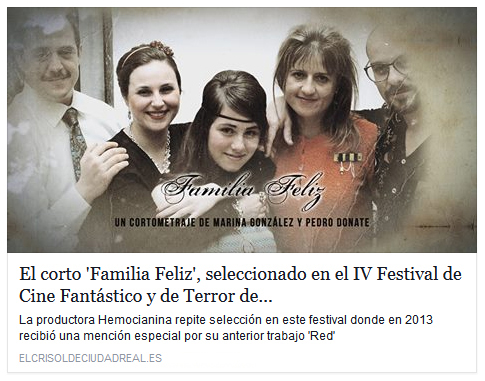 Familia Feliz
UN CORTOMETRAJE DE MARINA GONZÁLEZ Y PEDRO DONATE
El corto 'Familia Feliz', seleccionado en el IV Festival de
Cine Fantástico y de Terror de...
La productora Hemocianina repite selección en este festival donde en 2013
recibió una mención especial por su anterior trabajo 'Red'
ELCRISOLDECIUDADREAL.ES